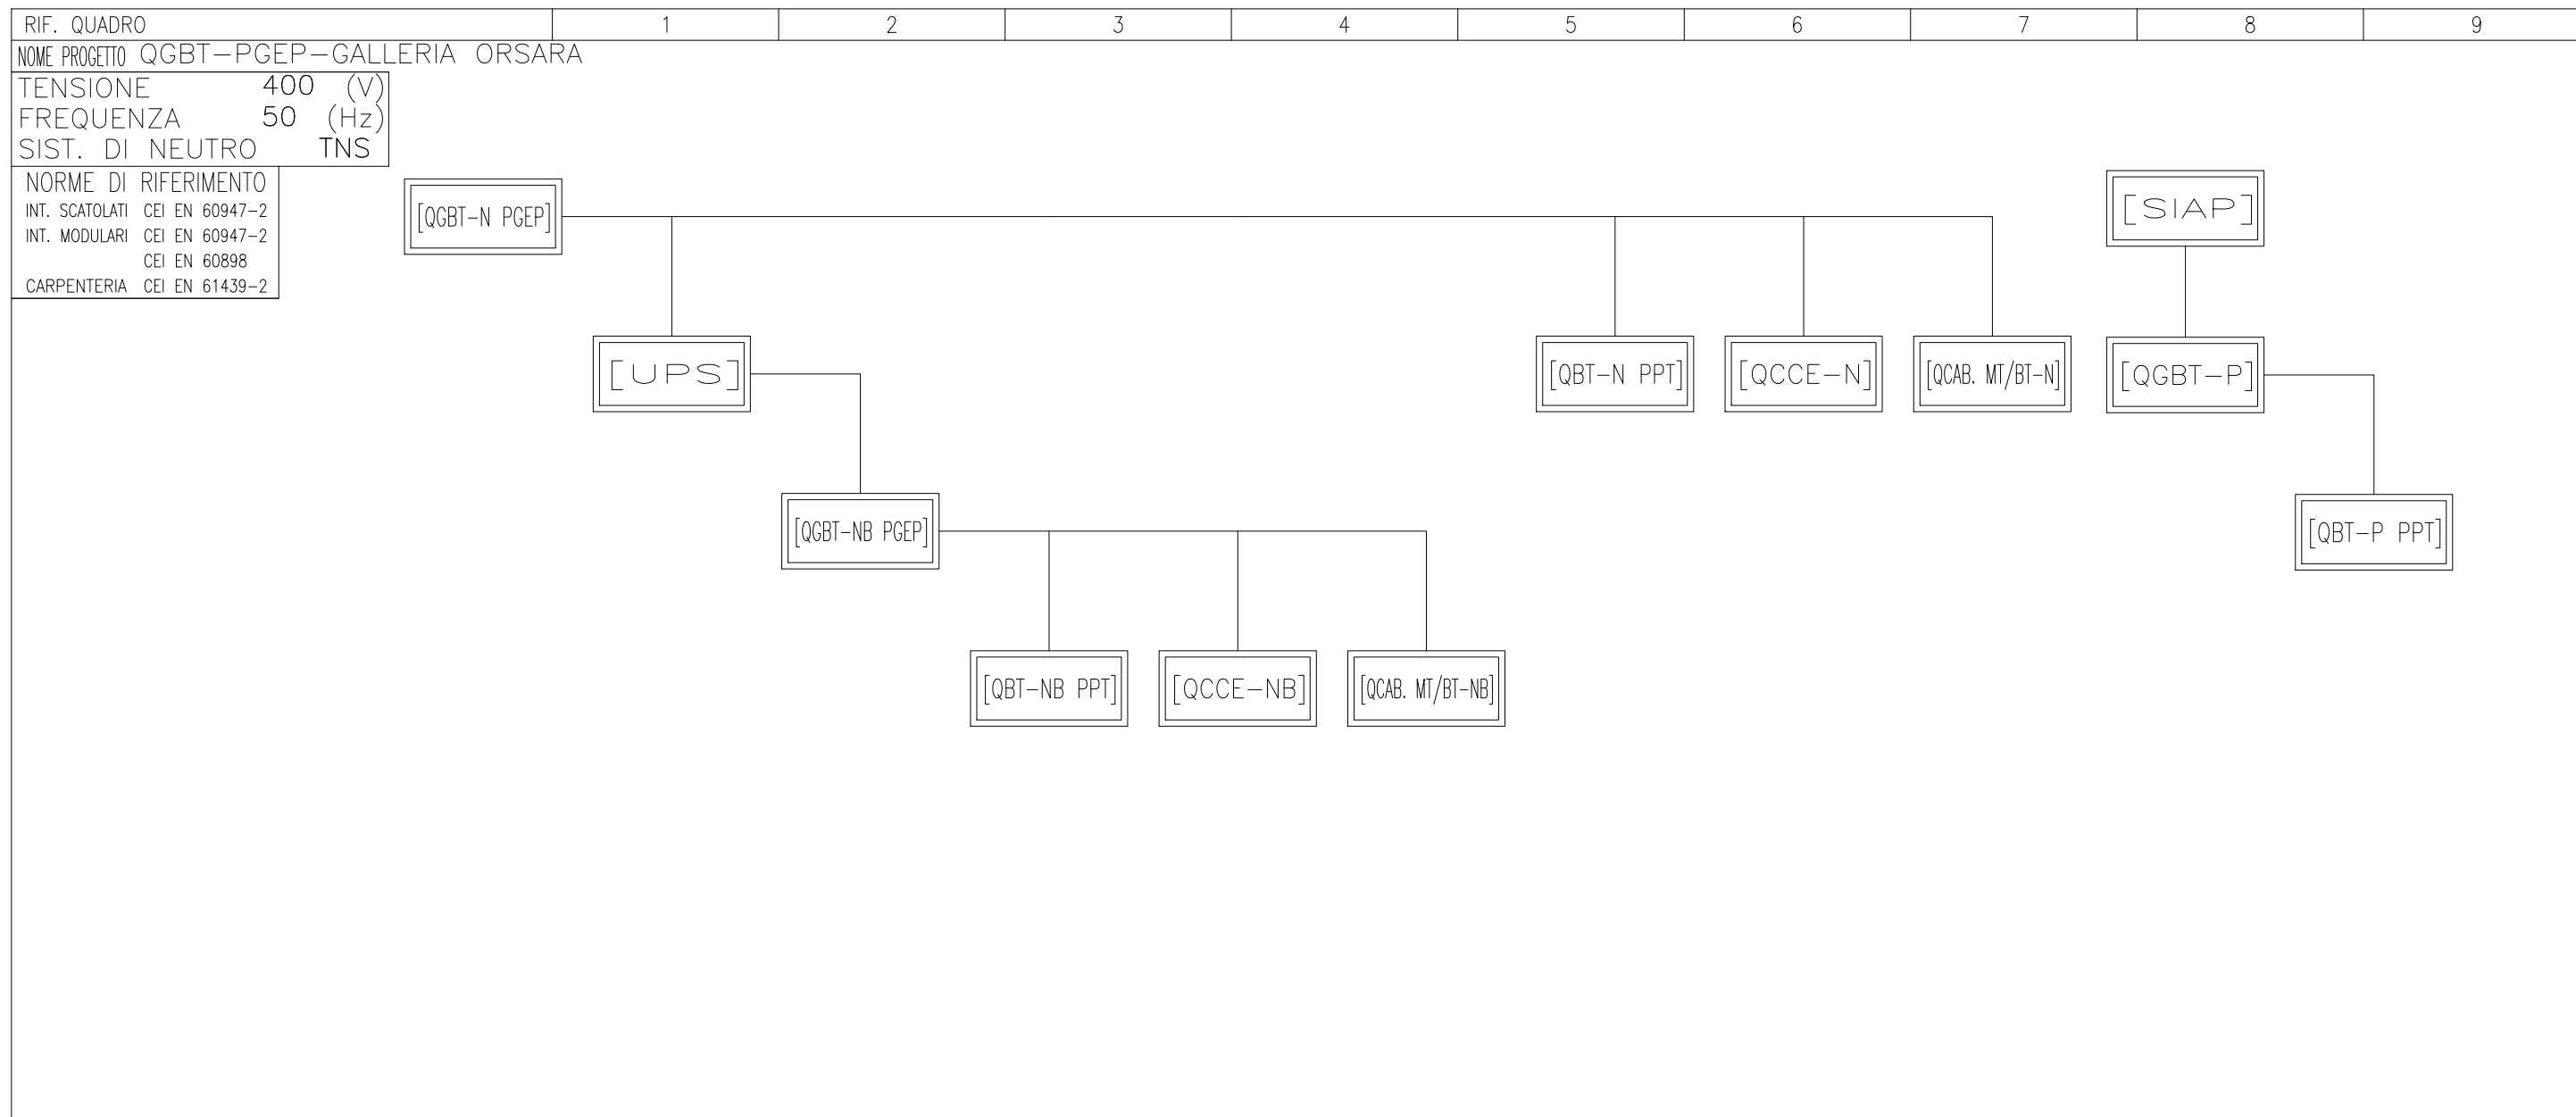 RIF. QUADRO 1 2 3 4 5 6 7 8 9
NOME PROGETTO QGBT-PGEP-GALLERIA ORSARA
TENSIONE 400 (V)
FREQUENZA 50 (Hz)
SIST. DI NEUTRO TNS
NORME DI RIFERIMENTO
INT. SCATOLATI CEI EN 60947-2
INT. MODULARI CEI EN 60947-2
CEI EN 60898
CARPENTERIA CEI EN 61439-2
[QGBT-N PGEP] [SIAP]
[UPS] [QBT-N PPT] [QCCE-N] [QCAB. MT/BT-N] [QGBT-P]
[QGBT-NB PGEP] [QBT-P PPT]
[QBT-NB PPT] [QCCE-NB] [QCAB. MT/BT-NB]